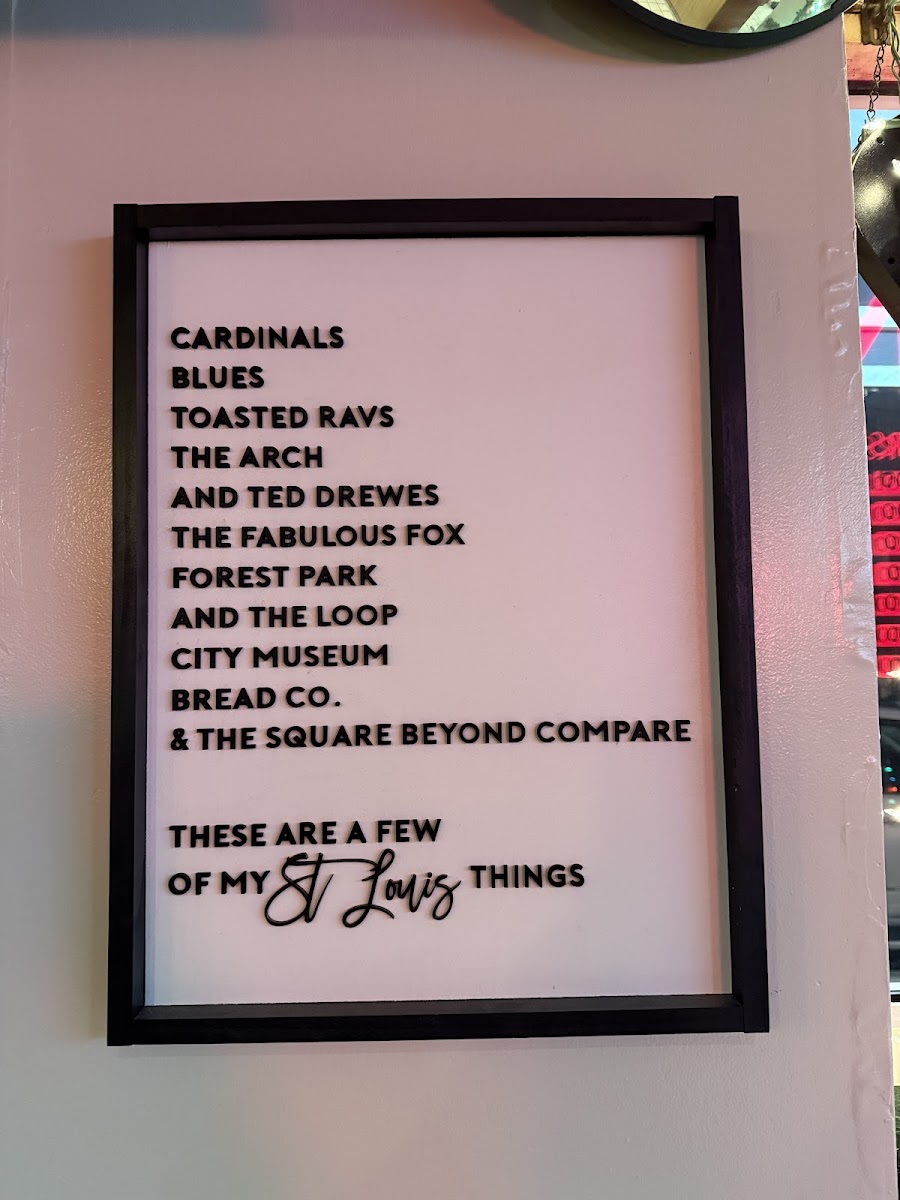 CARDINALS
BLUES
TOASTED RAVS
THE ARCH
AND TED DREWES
THE FABULOUS FOX
FOREST PARK
AND THE LOOP
CITY MUSEUM
BREAD CO.
& THE SQUARE BEYOND COMPARE
THESE ARE A FEW
OF MY St Louis THINGS